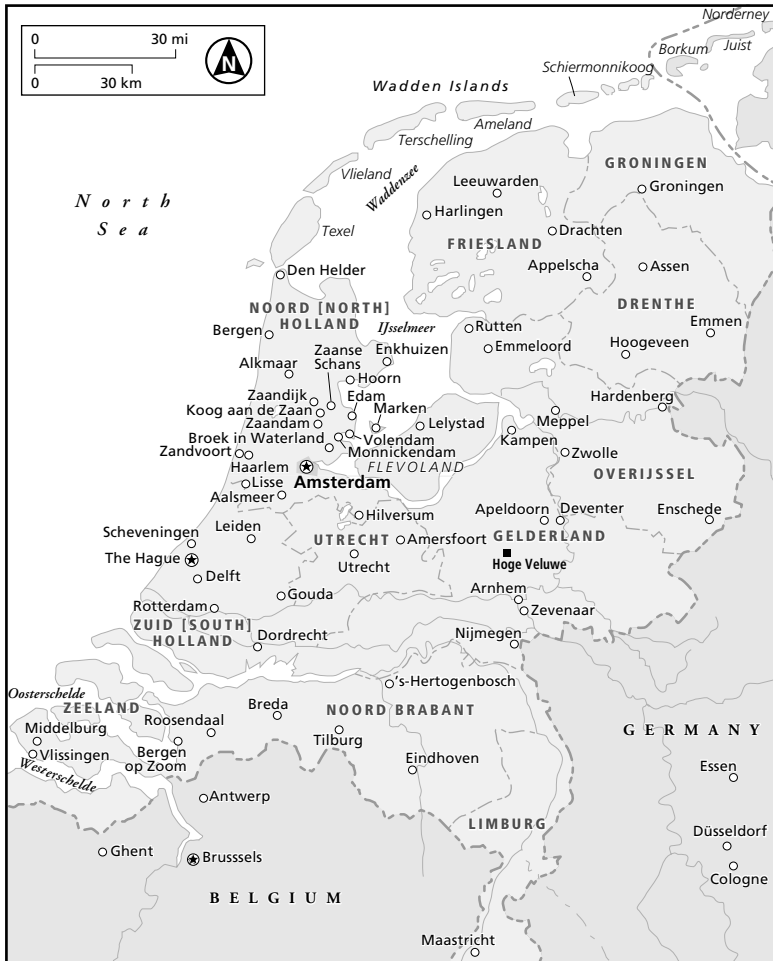 0 30 mi
0 30 km
N
Norderney
Juist
Borkum
Schiermonnikoog
Wadden Islands
Ameland
Terschelling
Vlieland
Waddenzee
Texel
North
Sea
GRONINGEN
Groningen
Leeuwarden
Harlingen
FRIESLAND
Drachten
Appelscha
Assen
DRENTHE
Emmen
Hoogeveen
Den Helder
NOORD [NORTH]
HOLLAND
IJsselmeer
Rutten
Emmeloord
Bergen
Enkhuizen
Zaanse
Schans
Alkmaar
Hoorn
Hardenberg
Zaandijk
Edam
Koog aan de Zaan
Marken
Meppel
Zaandam
Lelystad
Kampen
Broek in Waterland
Volendam
Zandvoort
Monnickendam
Zwolle
Haarlem
FLEVOLAND
OVERIJSSEL
Lisse
Amsterdam
Aalsmeer
Hilversum
Apeldoorn
Deventer
Enschede
Scheveningen
Leiden
UTRECHT
Amersfoort
GELDERLAND
The Hague
Utrecht
Hoge Veluwe
Delft
Gouda
Arnhem
Rotterdam
Zevenaar
ZUID [SOUTH]
HOLLAND
Dordrecht
Nijmegen
's-Hertogenbosch
Oosterschelde
ZEELAND
Roosendaal
Breda
NOORD BRABANT
GERMANY
Middelburg
Tilburg
Vlissingen
Bergen
op Zoom
Eindhoven
Essen
Westerschelde
Antwerp
LIMBURG
Düsseldorf
Ghent
Brusssels
Cologne
BELGIUM
Maastricht